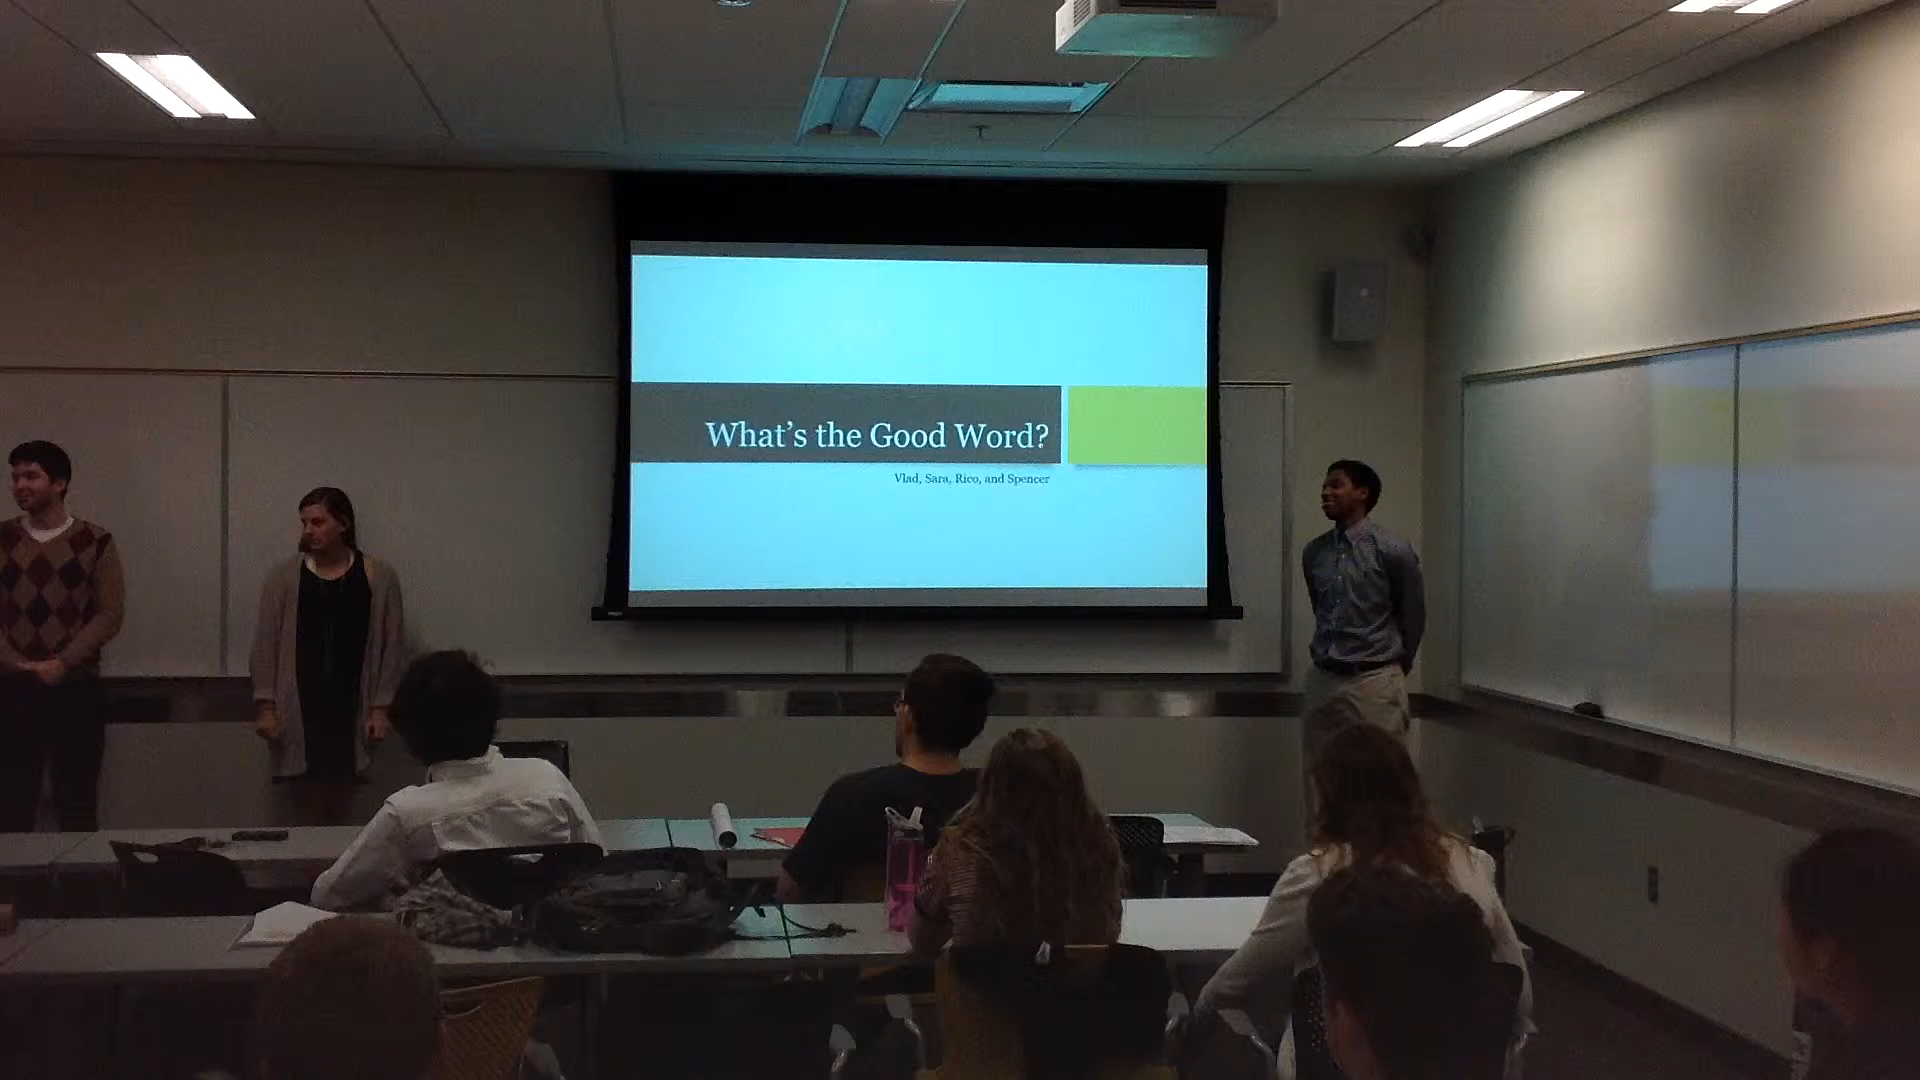 What’s the Good Word?
Vlad, Sara, Rico, and Spencer